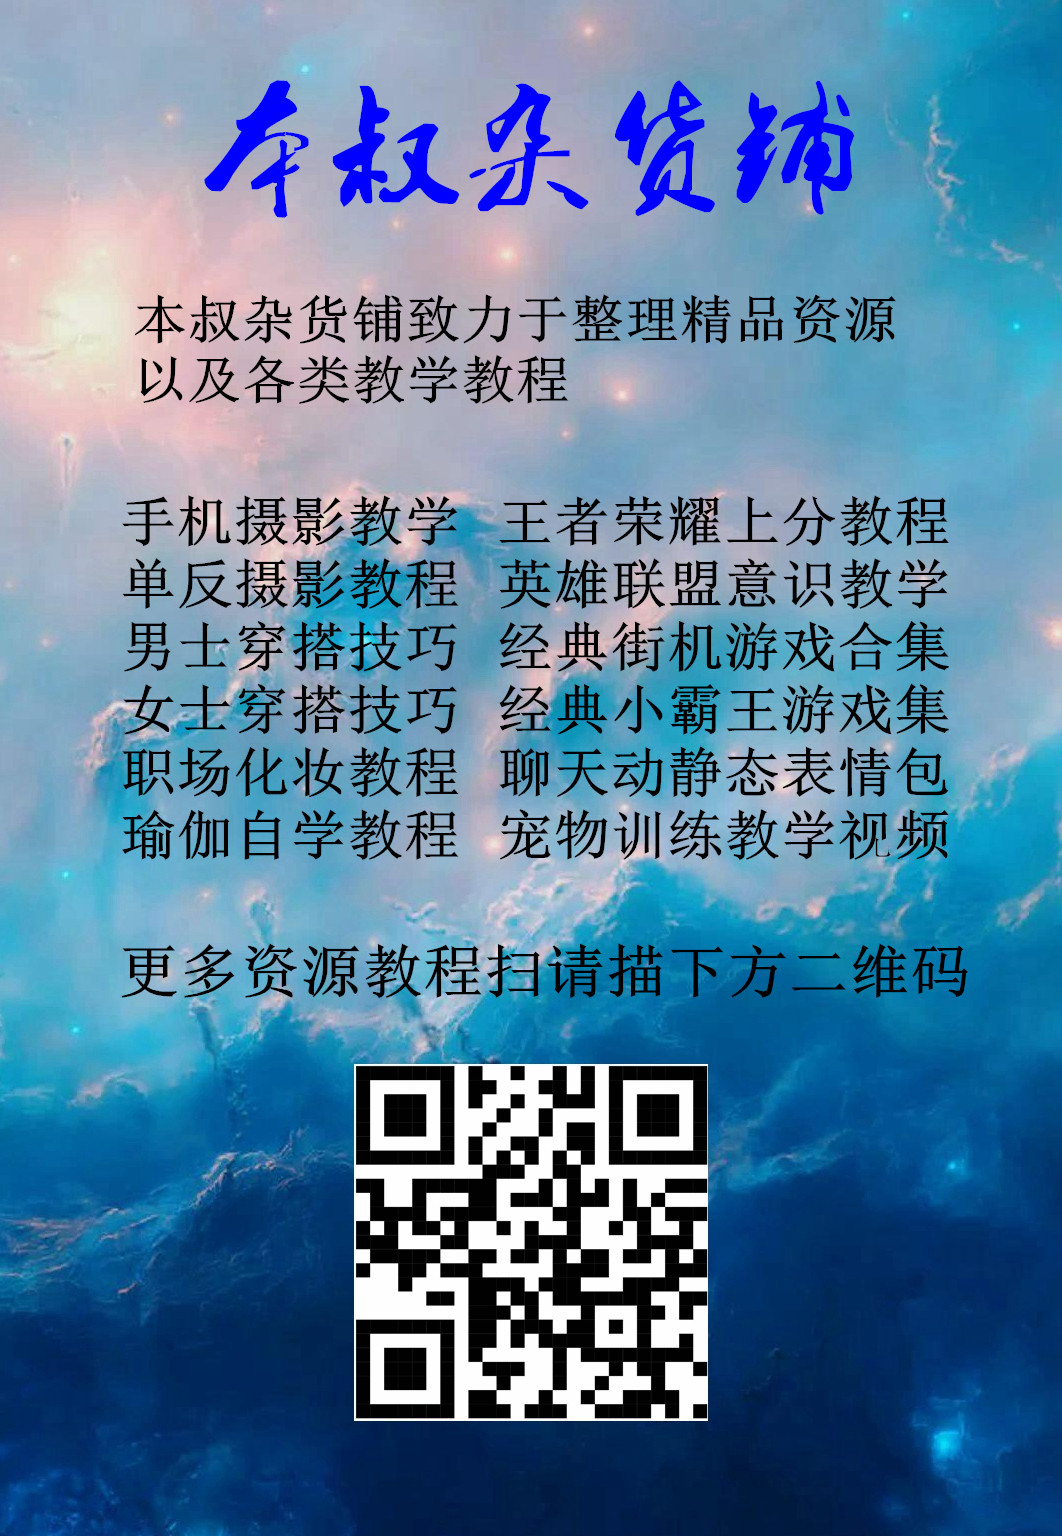 本叔杂货铺
本叔杂货铺致力于整理精品资源
以及各类教学教程
手机摄影教学 王者荣耀上分教程
单反摄影教程 英雄联盟意识教学
男士穿搭技巧 经典街机游戏合集
女士穿搭技巧 经典小霸王游戏集
职场化妆教程 聊天动静态表情包
瑜伽自学教程 宠物训练教学视频
更多资源教程扫请描下方二维码